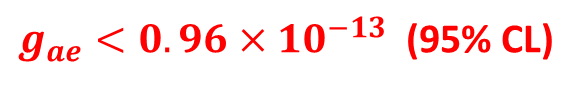 g_ae < 0.96 × 10⁻¹³ (95% CL)